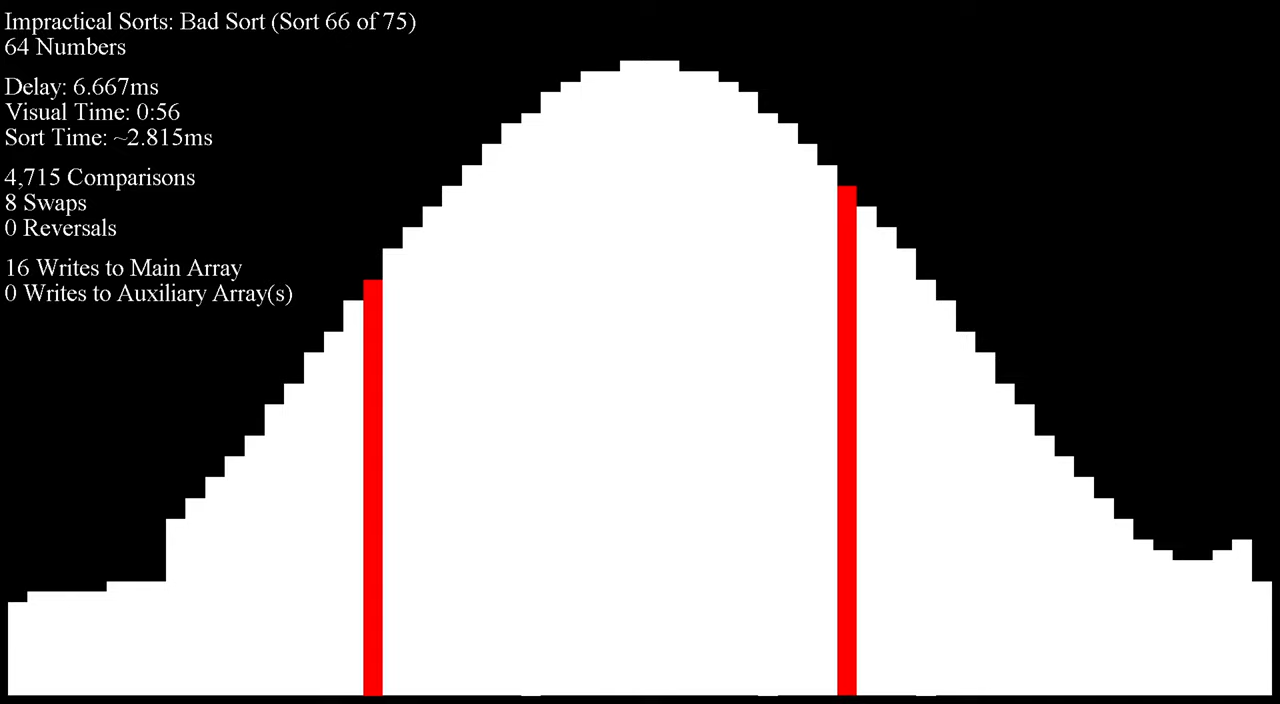 Impractical Sorts: Bad Sort (Sort 66 of 75)
64 Numbers
Delay: 6.667ms
Visual Time: 0:56
Sort Time: ~2.815ms
4,715 Comparisons
8 Swaps
0 Reversals
16 Writes to Main Array
0 Writes to Auxiliary Array(s)